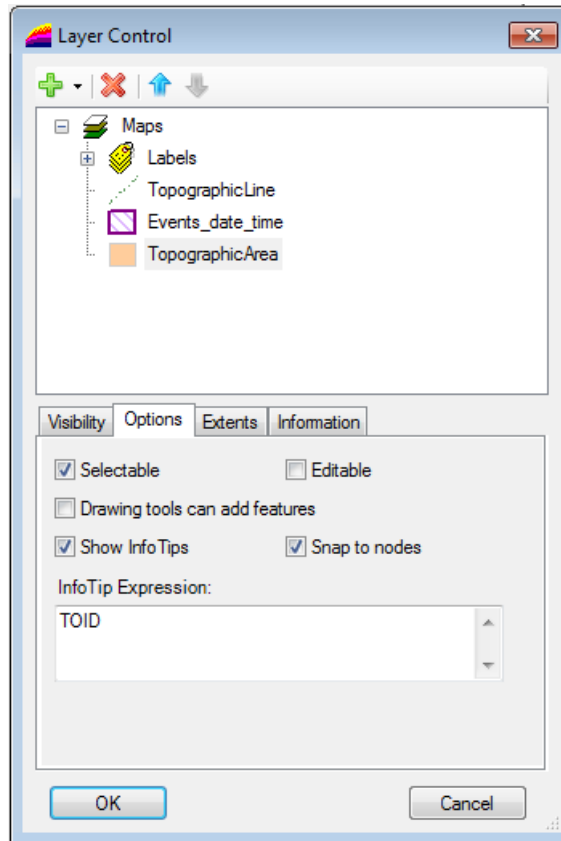 Layer Control
Maps
Labels
TopographicLine
Events_date_time
TopographicArea
Visibility Options Extents Information
Selectable Editable
Drawing tools can add features
Show InfoTips Snap to nodes
InfoTip Expression:
TOID
OK Cancel